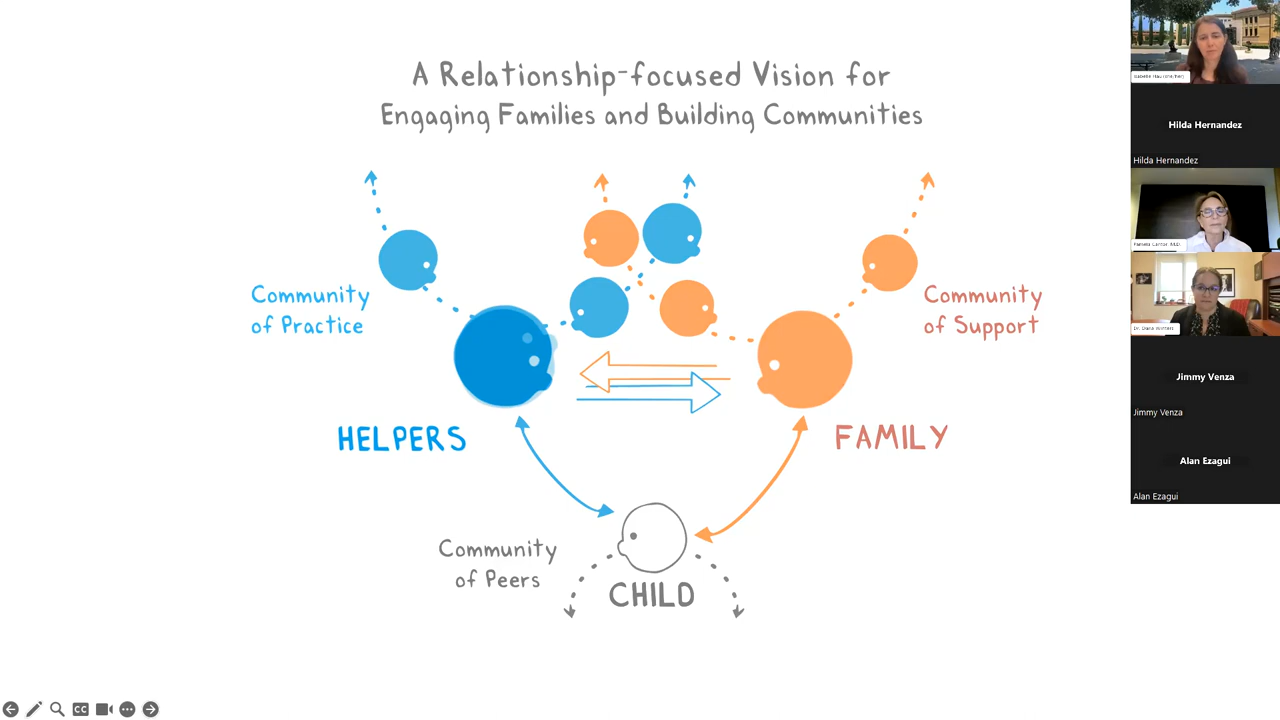 A Relationship-focused Vision for
Engaging Families and Building Communities
Community
of Practice
Community
of Support
HELPERS
FAMILY
Community
of Peers
CHILD
CC
Hilda Hernandez
Hilda Hernandez
Jimmy Venza
Jimmy Venza
Alan Ezagui
Alan Ezagui